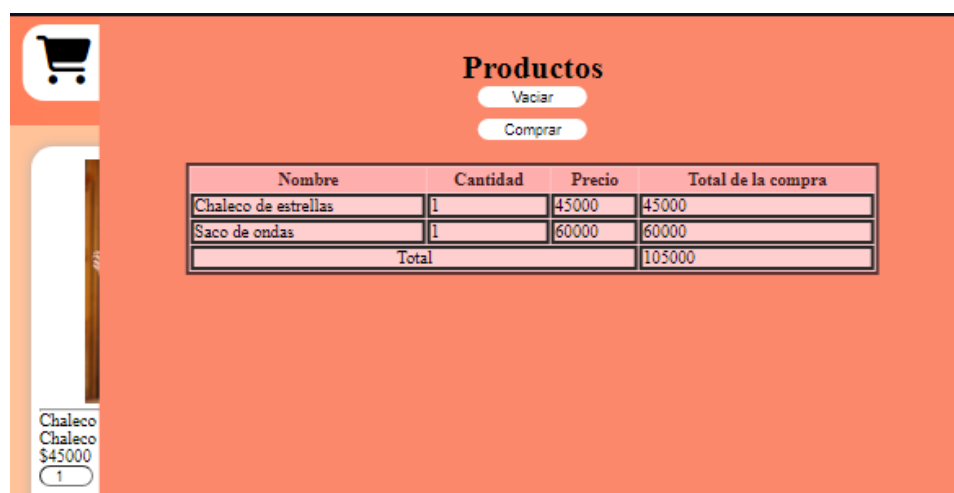 Productos
Vaciar
Comprar
Nombre Cantidad Precio Total de la compra
Chaleco de estrellas 1 45000 45000
Saco de ondas 1 60000 60000
Total 105000
Chaleco
Chaleco
$45000
1